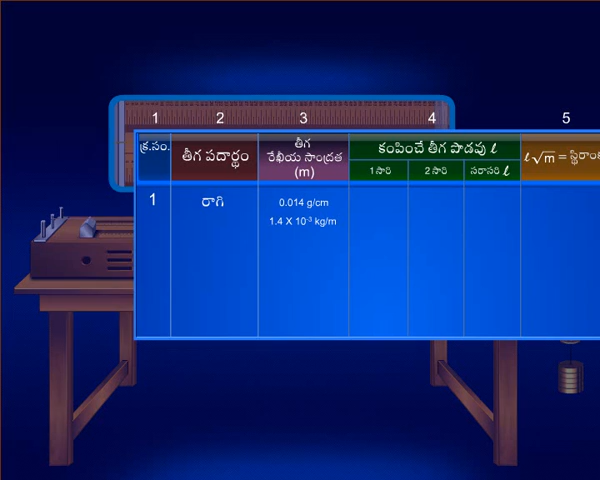 1 2 3 4 5
క్ర.సం. తీగ పదార్థం తీగ రేఖీయ సాంద్రత (m) కంపించే తీగ పొడవు l l√m =
1 సారి 2 సారి సరాసరి l
1 రాగి 0.014 g/cm
1.4 X 10⁻³ kg/m